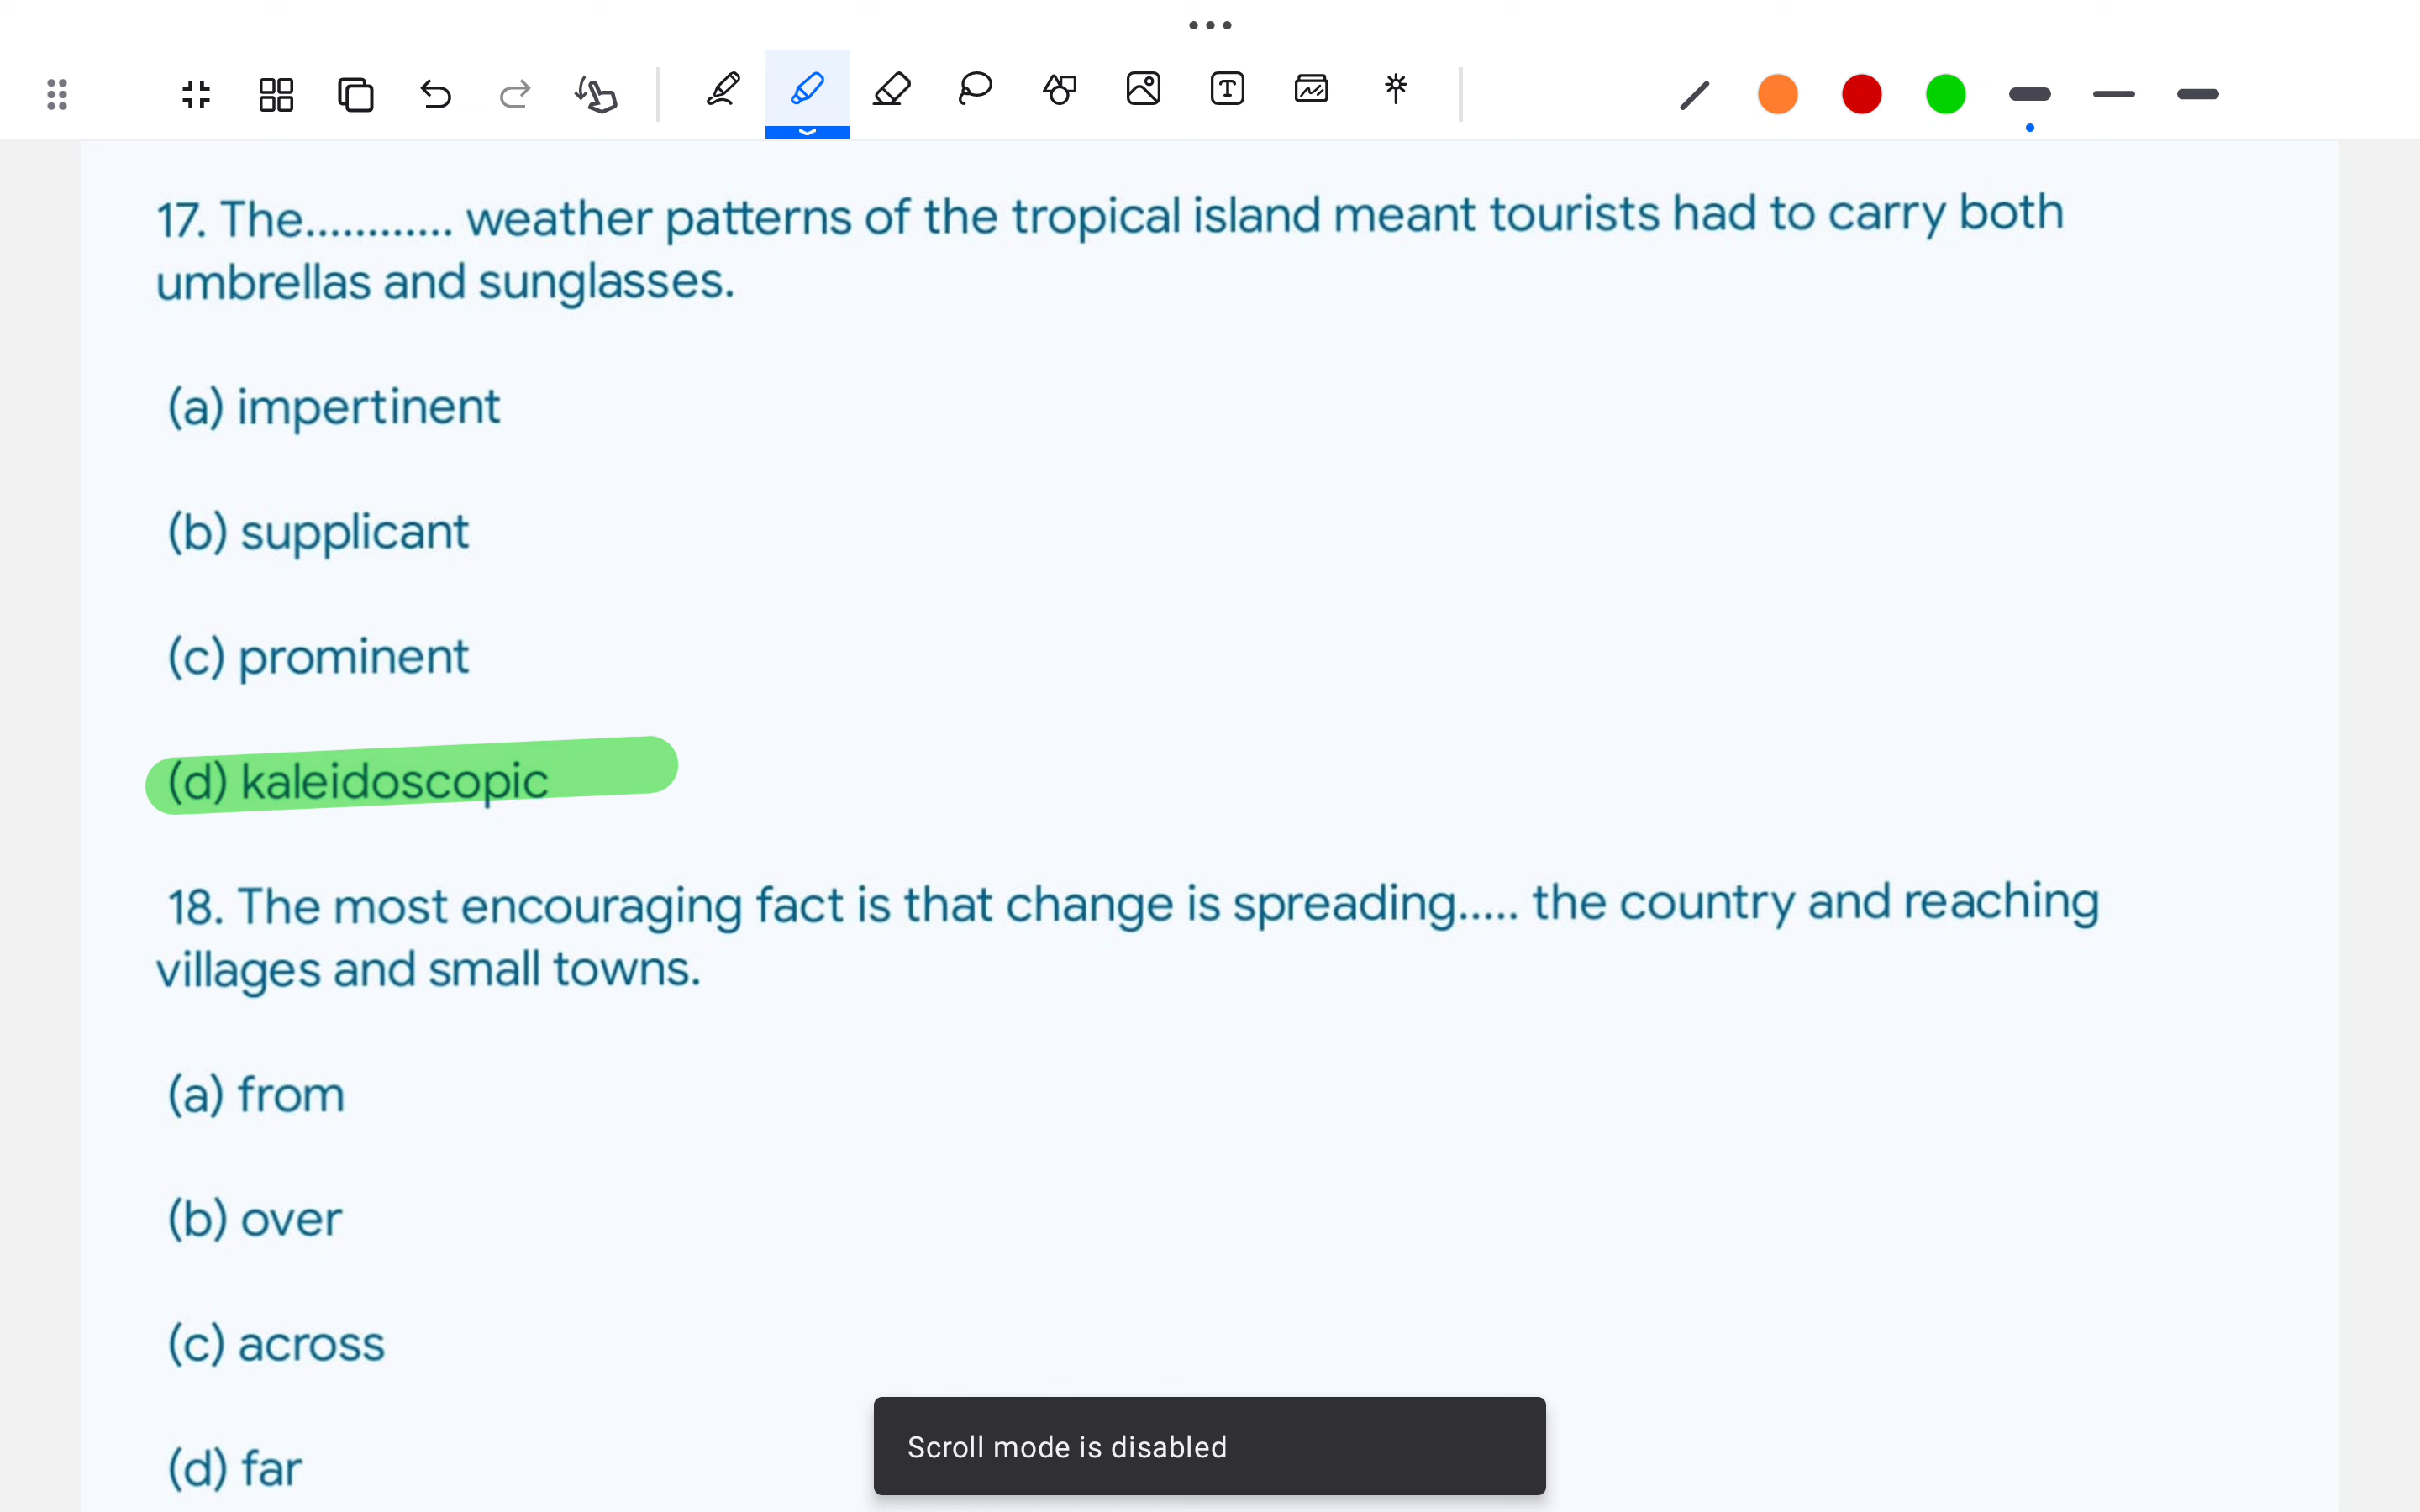 17. The............ weather patterns of the tropical island meant tourists had to carry both
umbrellas and sunglasses.
(a) impertinent
(b) supplicant
(c) prominent
(d) kaleidoscopic
18. The most encouraging fact is that change is spreading..... the country and reaching
villages and small towns.
(a) from
(b) over
(c) across
(d) far
Scroll mode is disabled